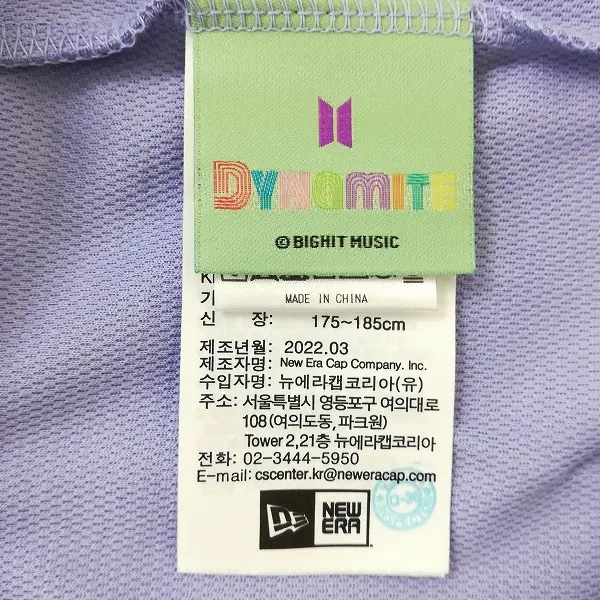 DYNAMITE
© BIGHIT MUSIC
MADE IN CHINA
신 장: 175~185cm
제조년월: 2022.03
제조자명: New Era Cap Company. Inc.
수입자명: 뉴에라캡코리아(유)
주소: 서울특별시 영등포구 여의대로
108(여의도동,파크원)
Tower 2,21층 뉴에라캡코리아
전화: 02-3444-5950
E-mail: cscenter.kr@neweracap.com
NEW
ERA